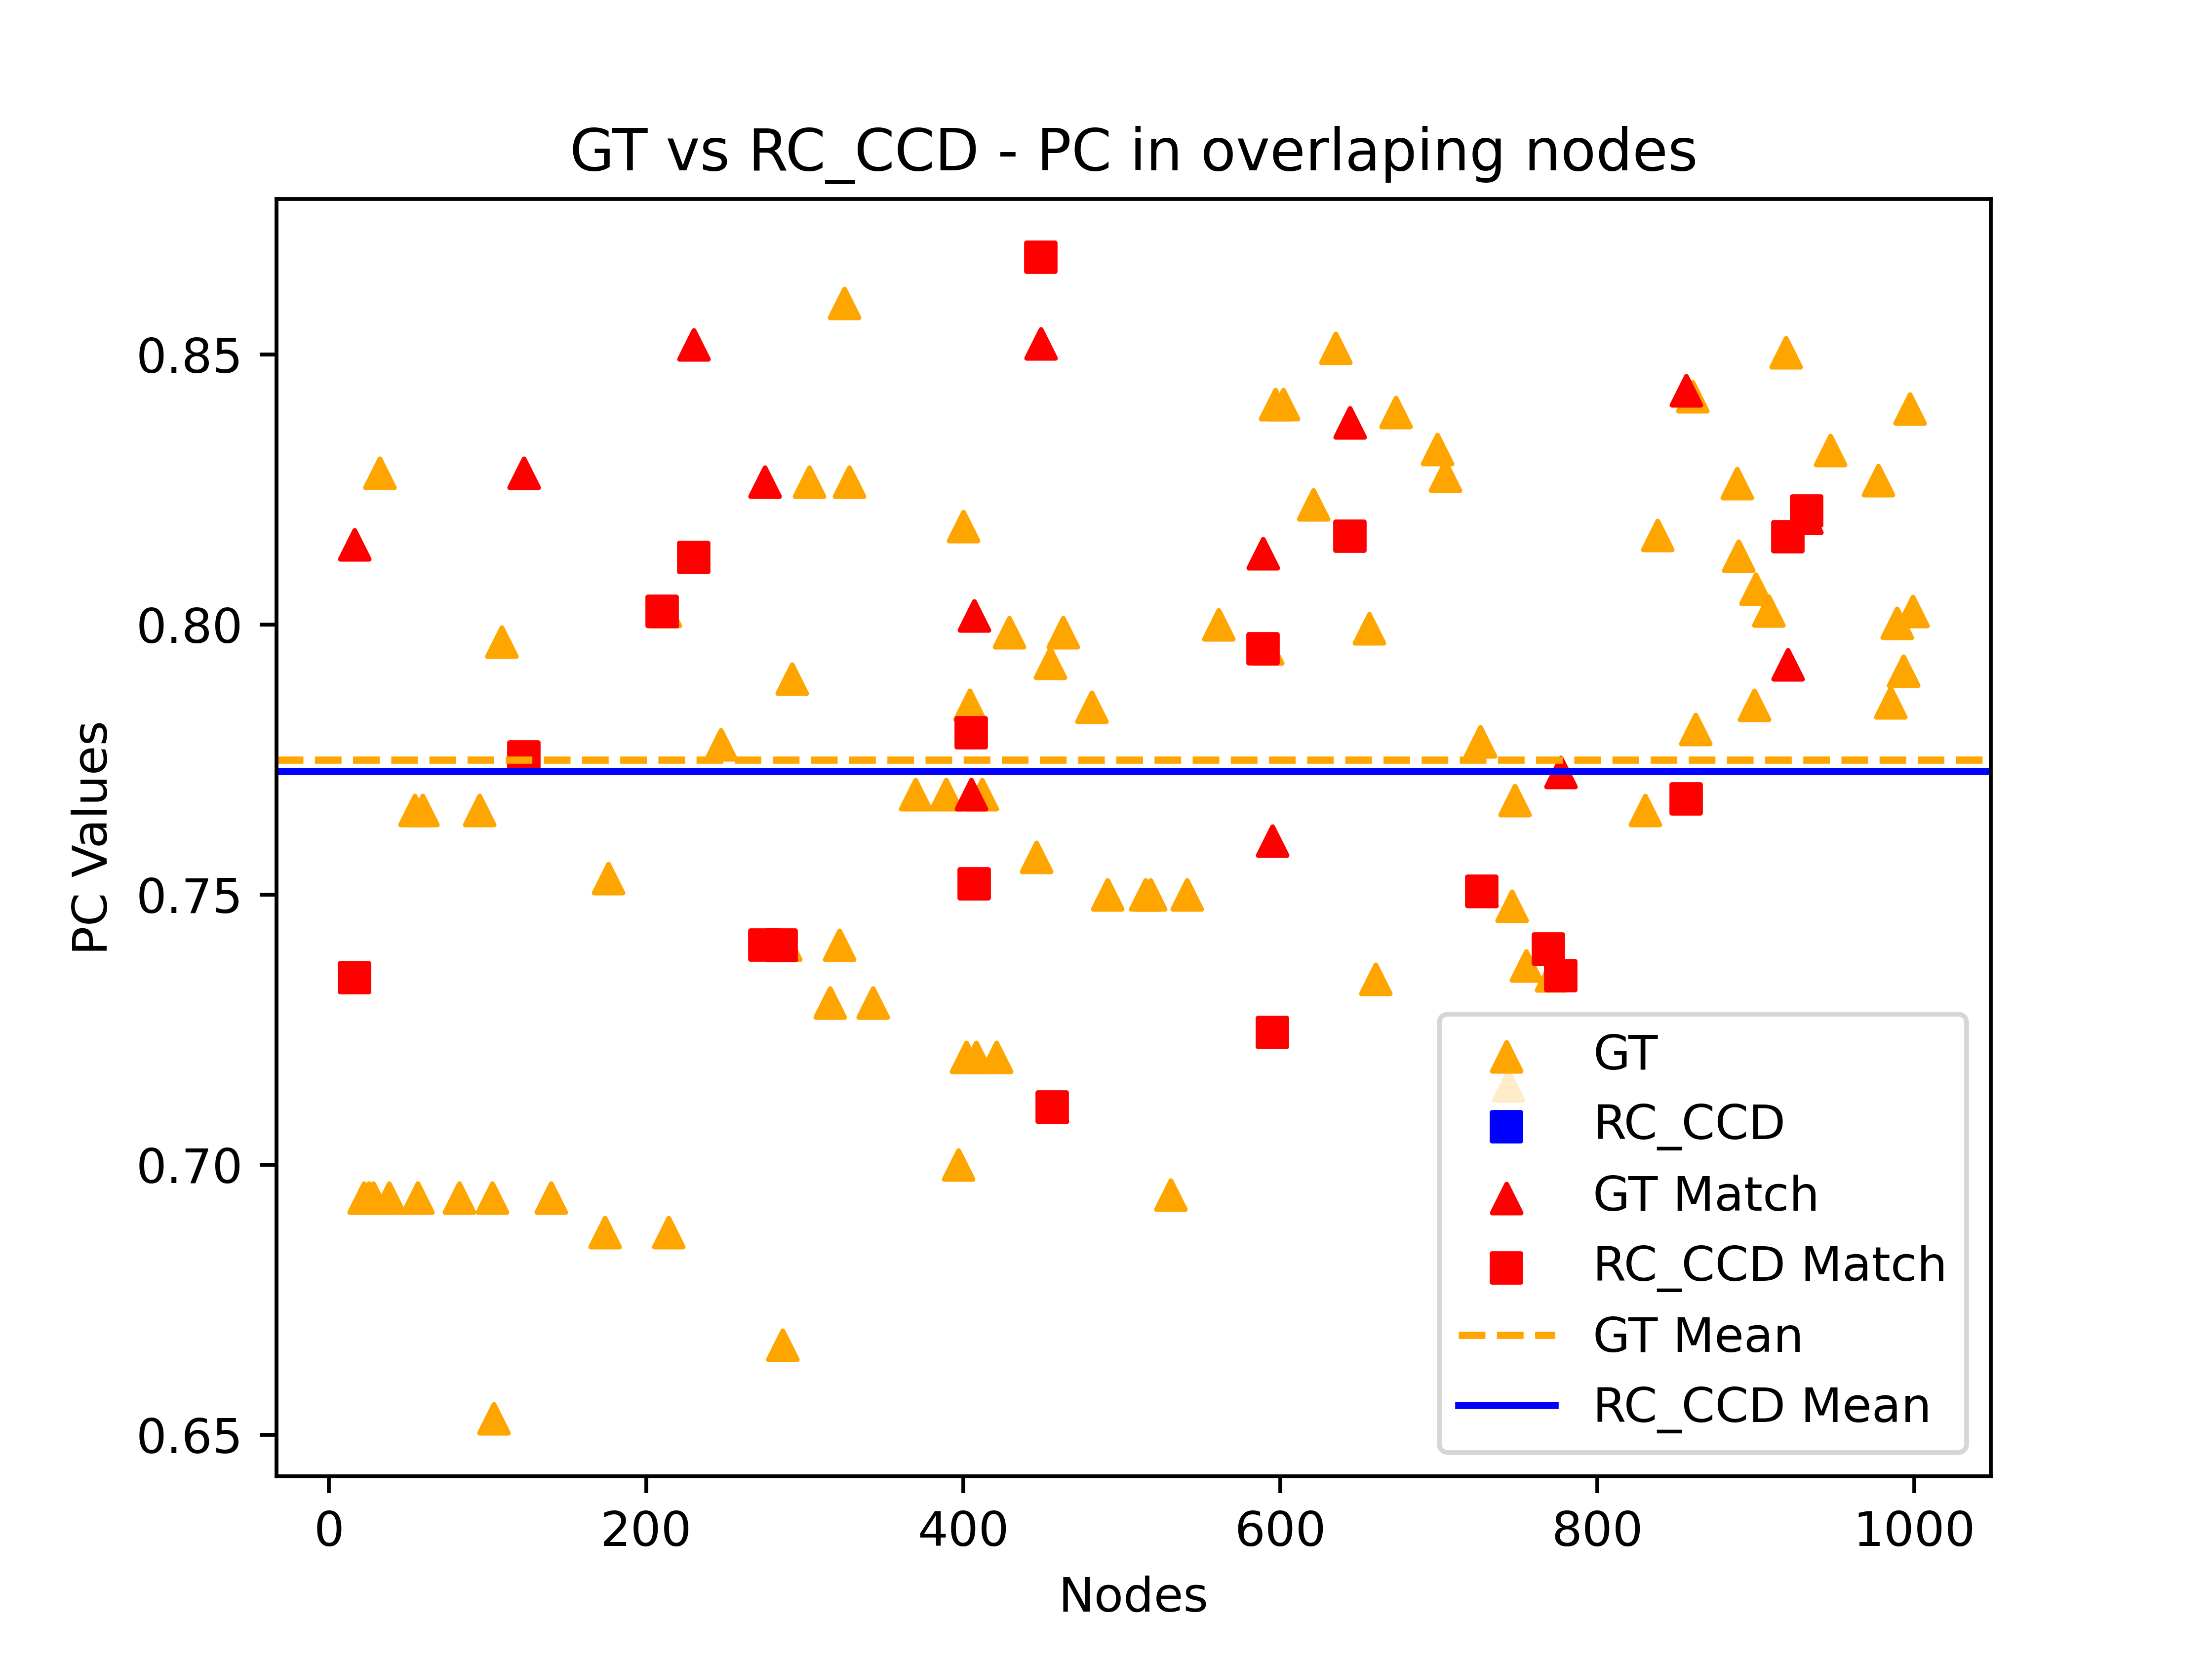 GT vs RC_CCD - PC in overlaping nodes
PC Values
0.85
0.80
0.75
0.70
0.65
0 200 400 600 800 1000
Nodes
GT
RC_CCD
GT Match
RC_CCD Match
GT Mean
RC_CCD Mean